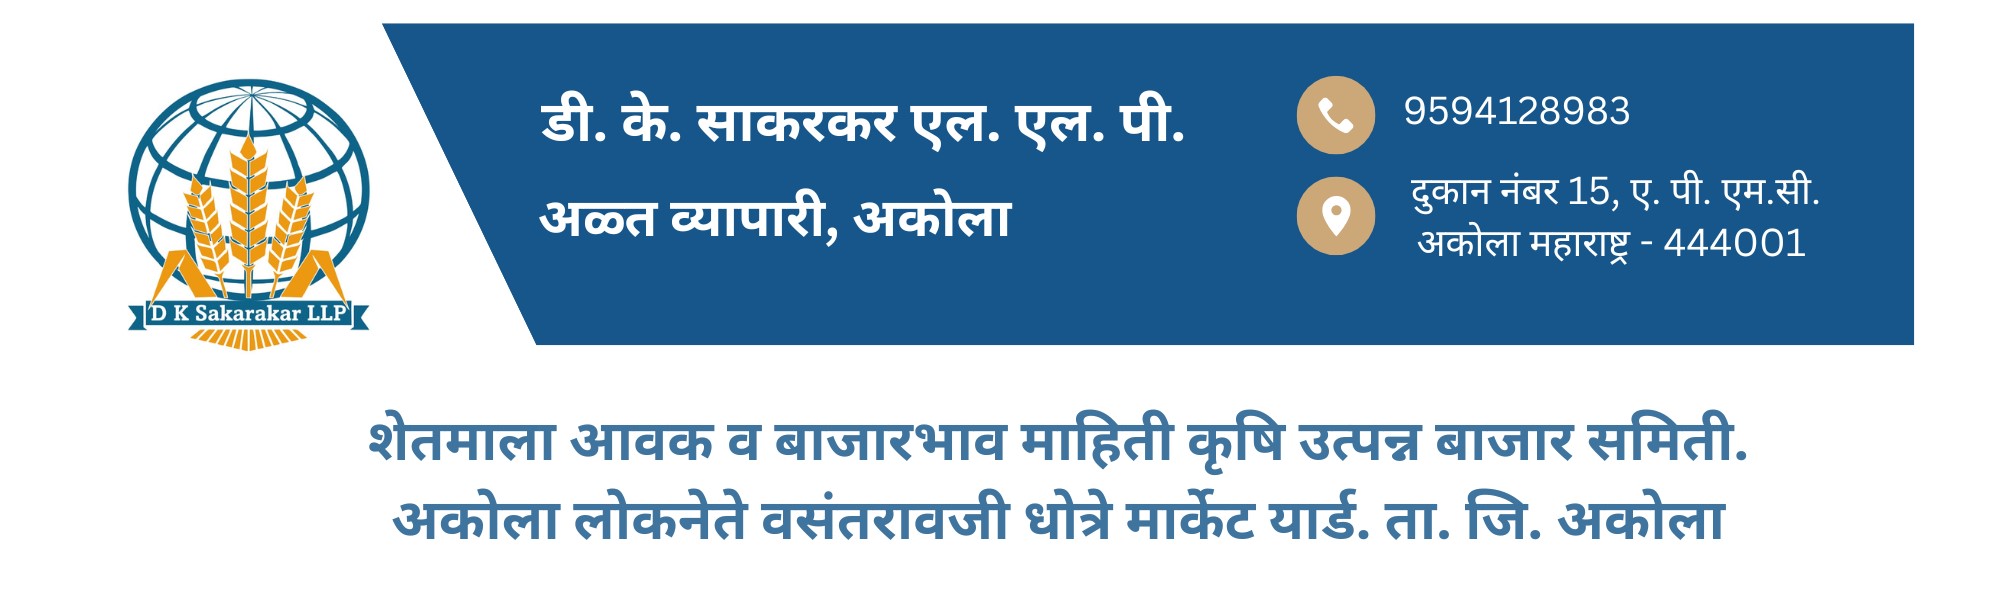 D K Sakarakar LLP
डी. के. साकरकर एल. एल. पी.
अळ्त व्यापारी, अकोला
9594128983
दुकान नंबर 15, ए. पी. एम.सी.
अकोला महाराष्ट्र - 444001
शेतमाला आवक व बाजारभाव माहिती कृषि उत्पन्न बाजार समिती.
अकोला लोकनेते वसंतरावजी धोत्रे मार्केट यार्ड. ता. जि. अकोला